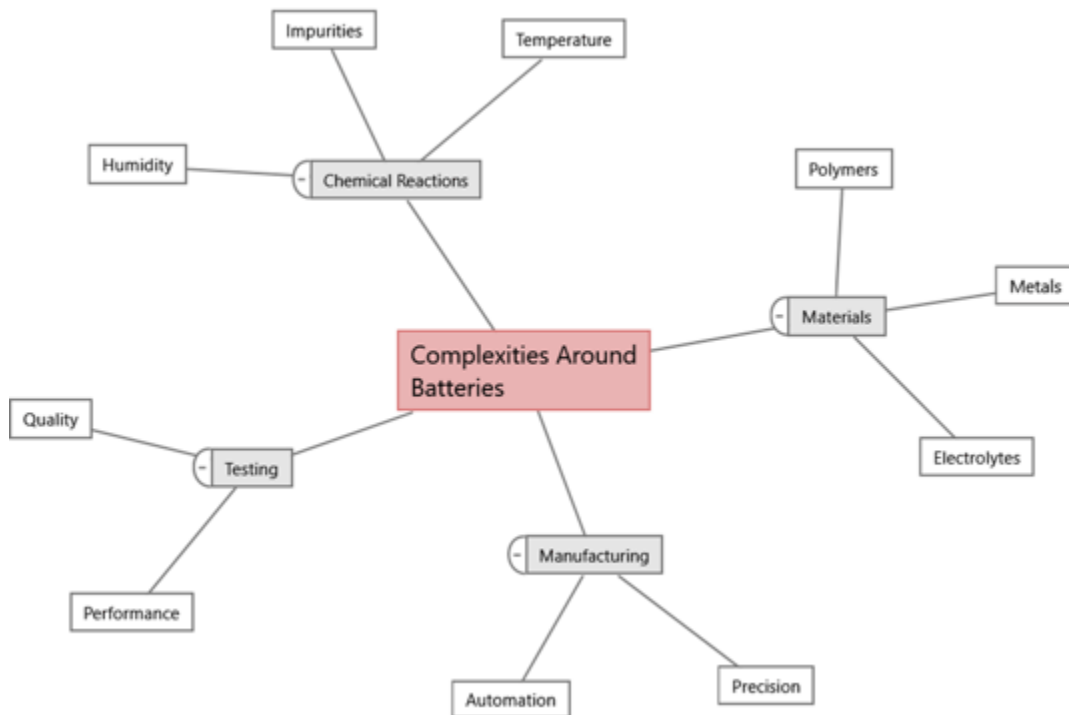 Impurities
Temperature
Humidity
Chemical Reactions
Polymers
Metals
Materials
Complexities Around
Batteries
Quality
Testing
Electrolytes
Manufacturing
Performance
Automation
Precision